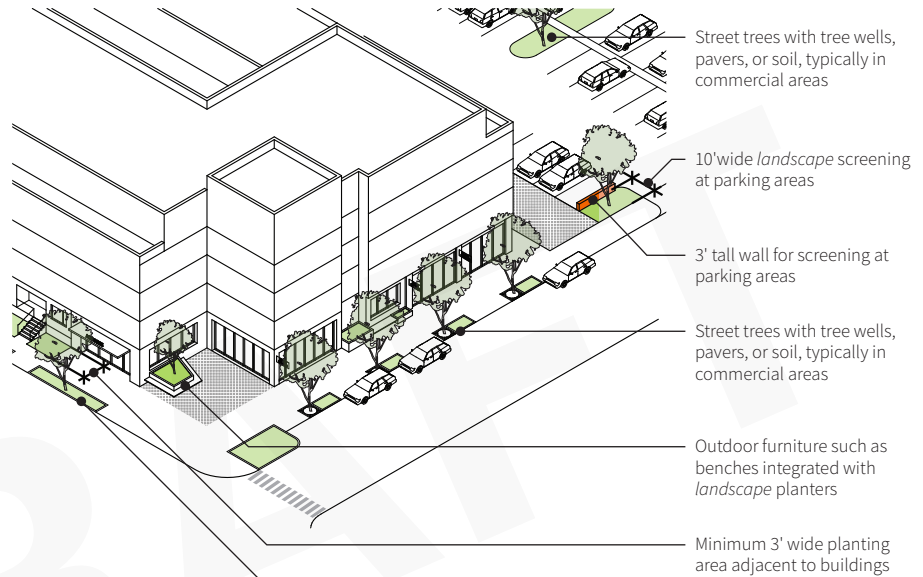 Street trees with tree wells,
pavers, or soil, typically in
commercial areas
10'wide landscape screening
at parking areas
3' tall wall for screening at
parking areas
Street trees with tree wells,
pavers, or soil, typically in
commercial areas
Outdoor furniture such as
benches integrated with
landscape planters
Minimum 3' wide planting
area adjacent to buildings